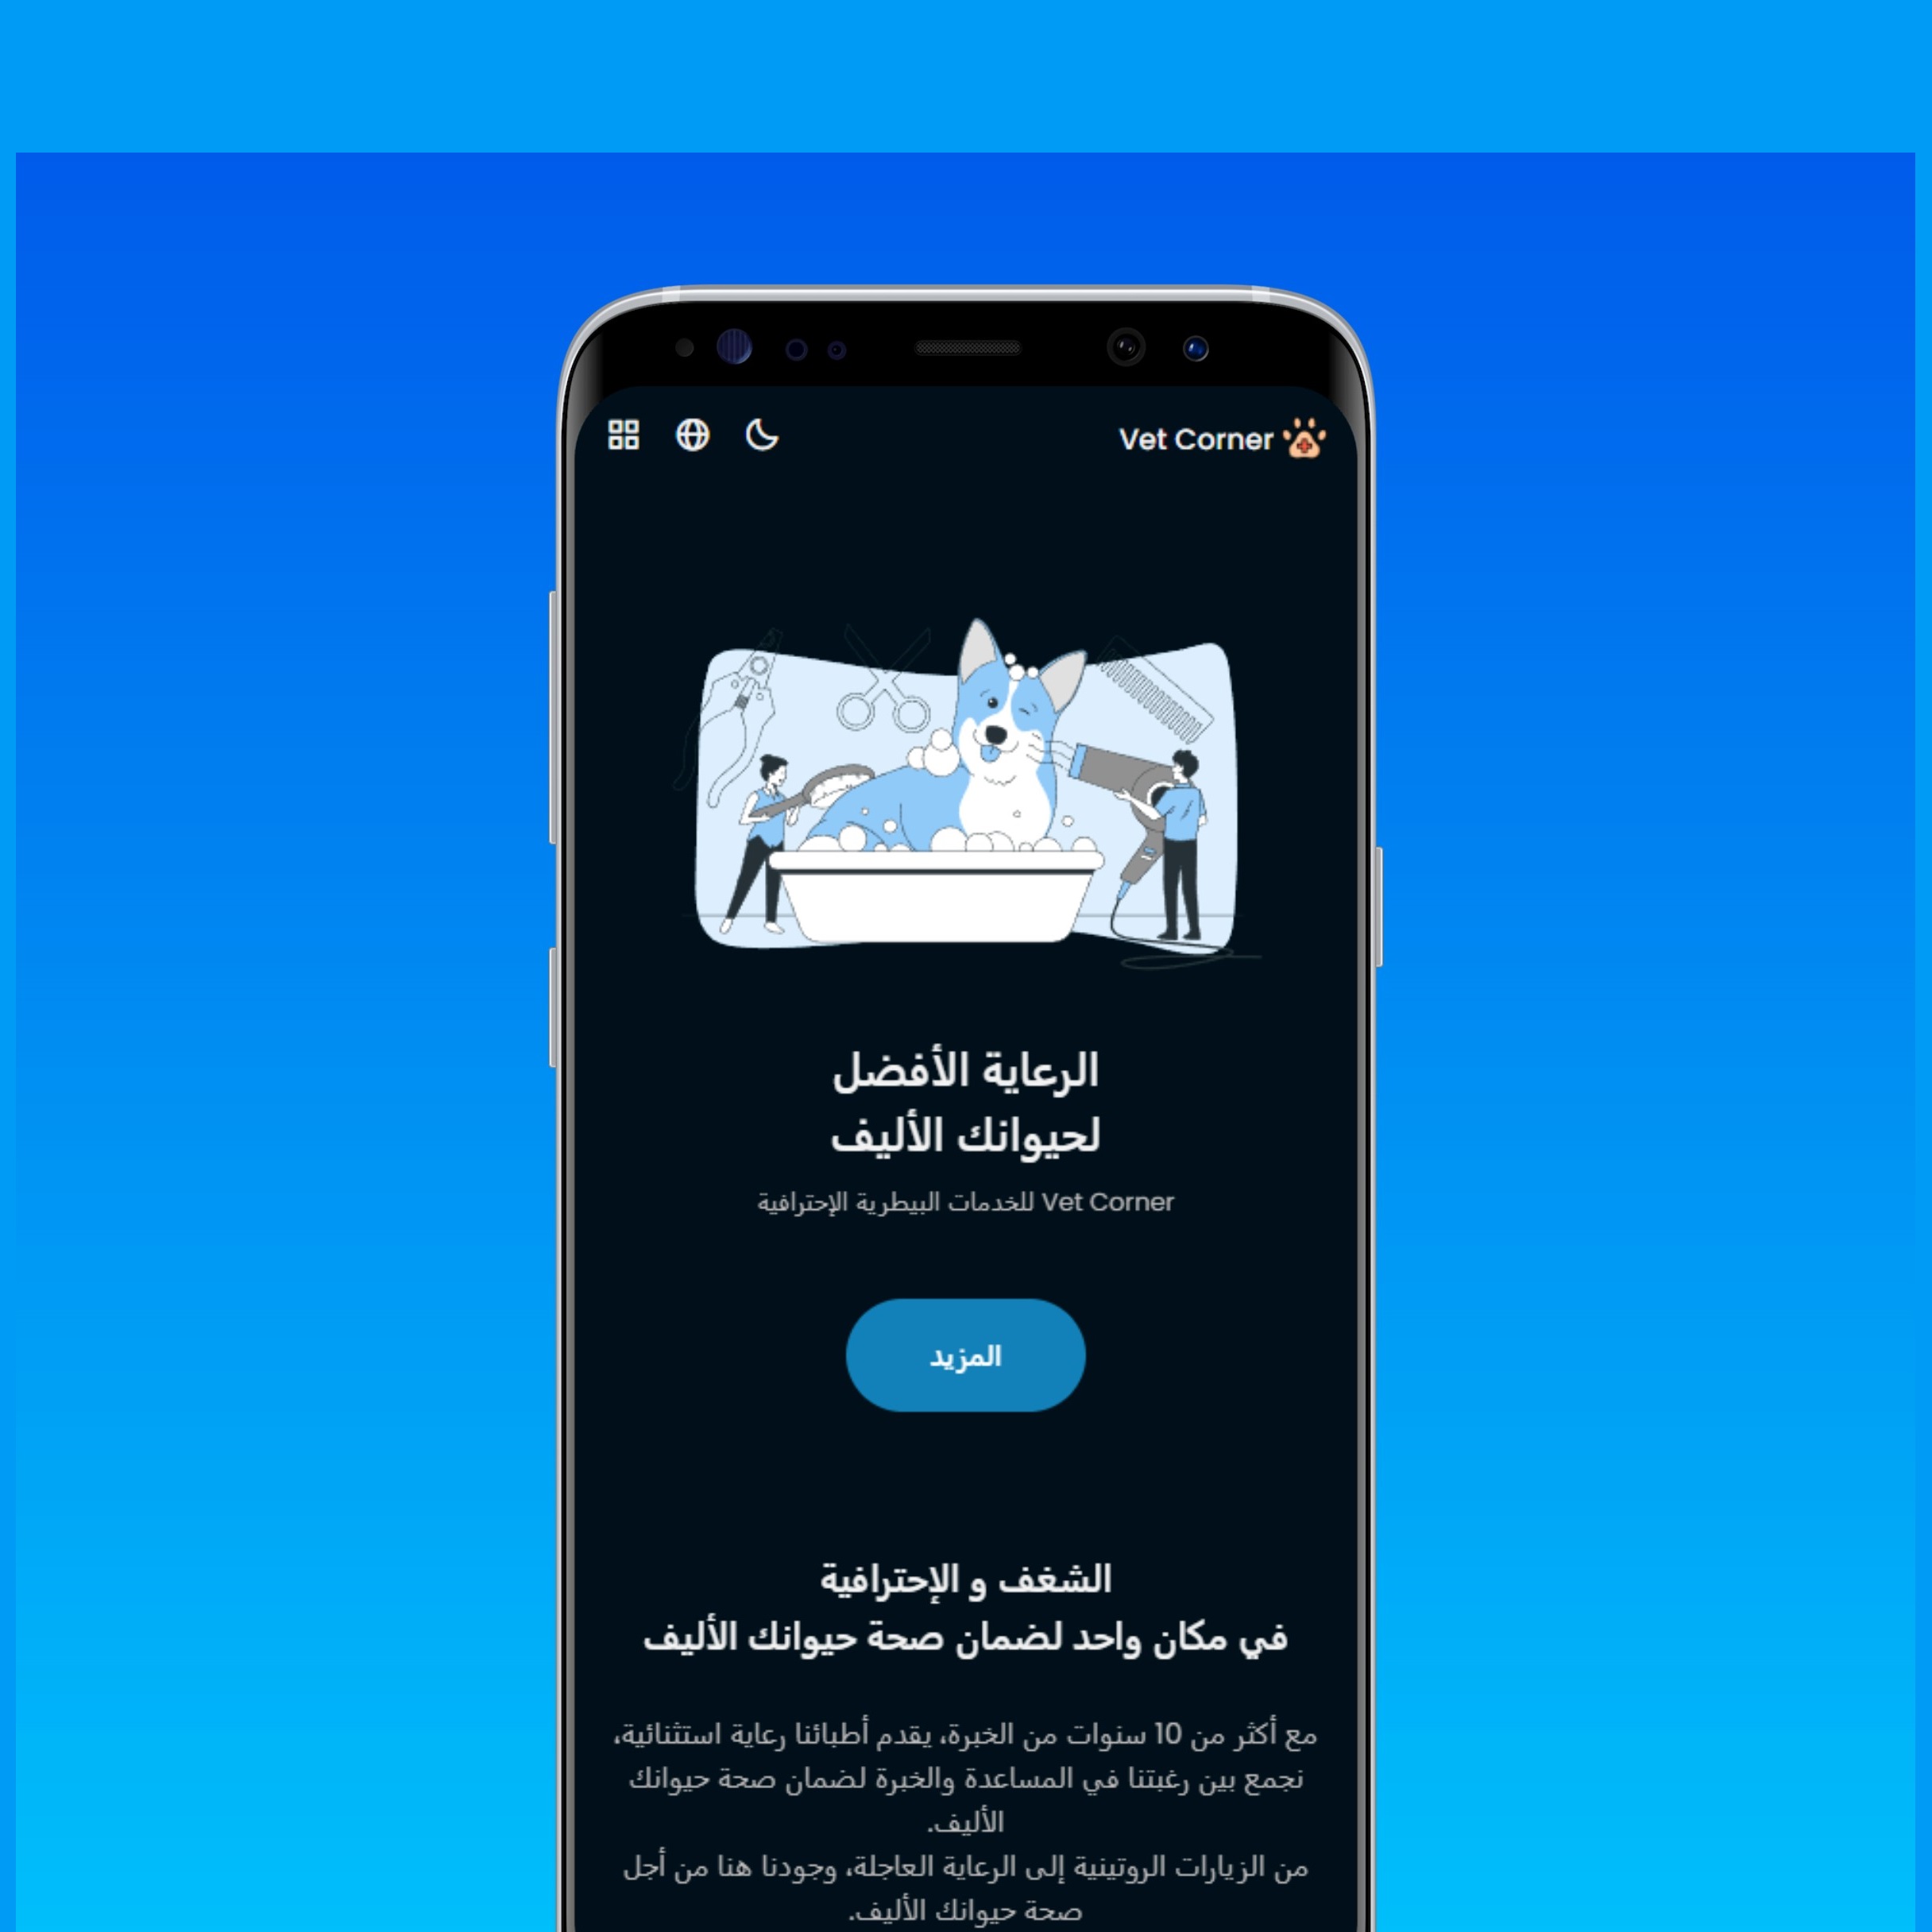 Vet Corner
الرعاية الأفضل
لحيوانك الأليف
Vet Corner للخدمات البيطرية الإحترافية
المزيد
الشغف و الإحترافية
في مكان واحد لضمان صحة حيوانك الأليف
مع أكثر من 10 سنوات من الخبرة، يقدم أطبائنا رعاية استثنائية،
نجمع بين رغبتنا في المساعدة والخبرة لضمان صحة حيوانك
الأليف.
من الزيارات الروتينية إلى الرعاية العاجلة، وجودنا هنا من أجل
صحة حيوانك الأليف.